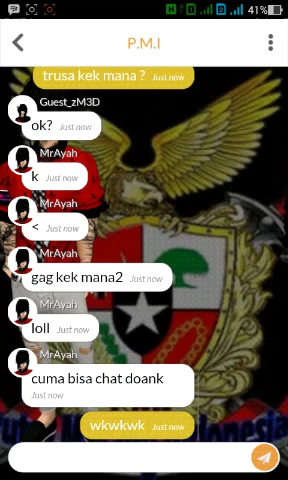 41%
P.M.I
trusa kek mana ? Just now
Guest_zM3D
ok? Just now
MrAyah
k Just now
MrAyah
< Just now
MrAyah
gag kek mana2 Just now
MrAyah
loll Just now
MrAyah
cuma bisa chat doank
Just now
wkwkwk Just now